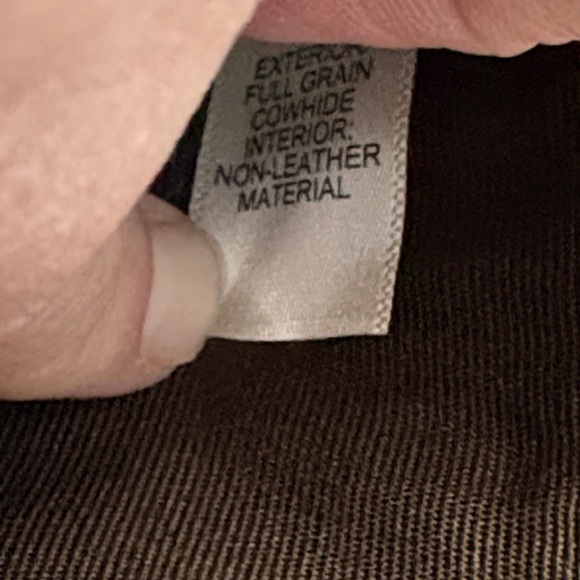 EXTERIOR:
FULL GRAIN
COWHIDE
INTERIOR:
NON-LEATHER
MATERIAL